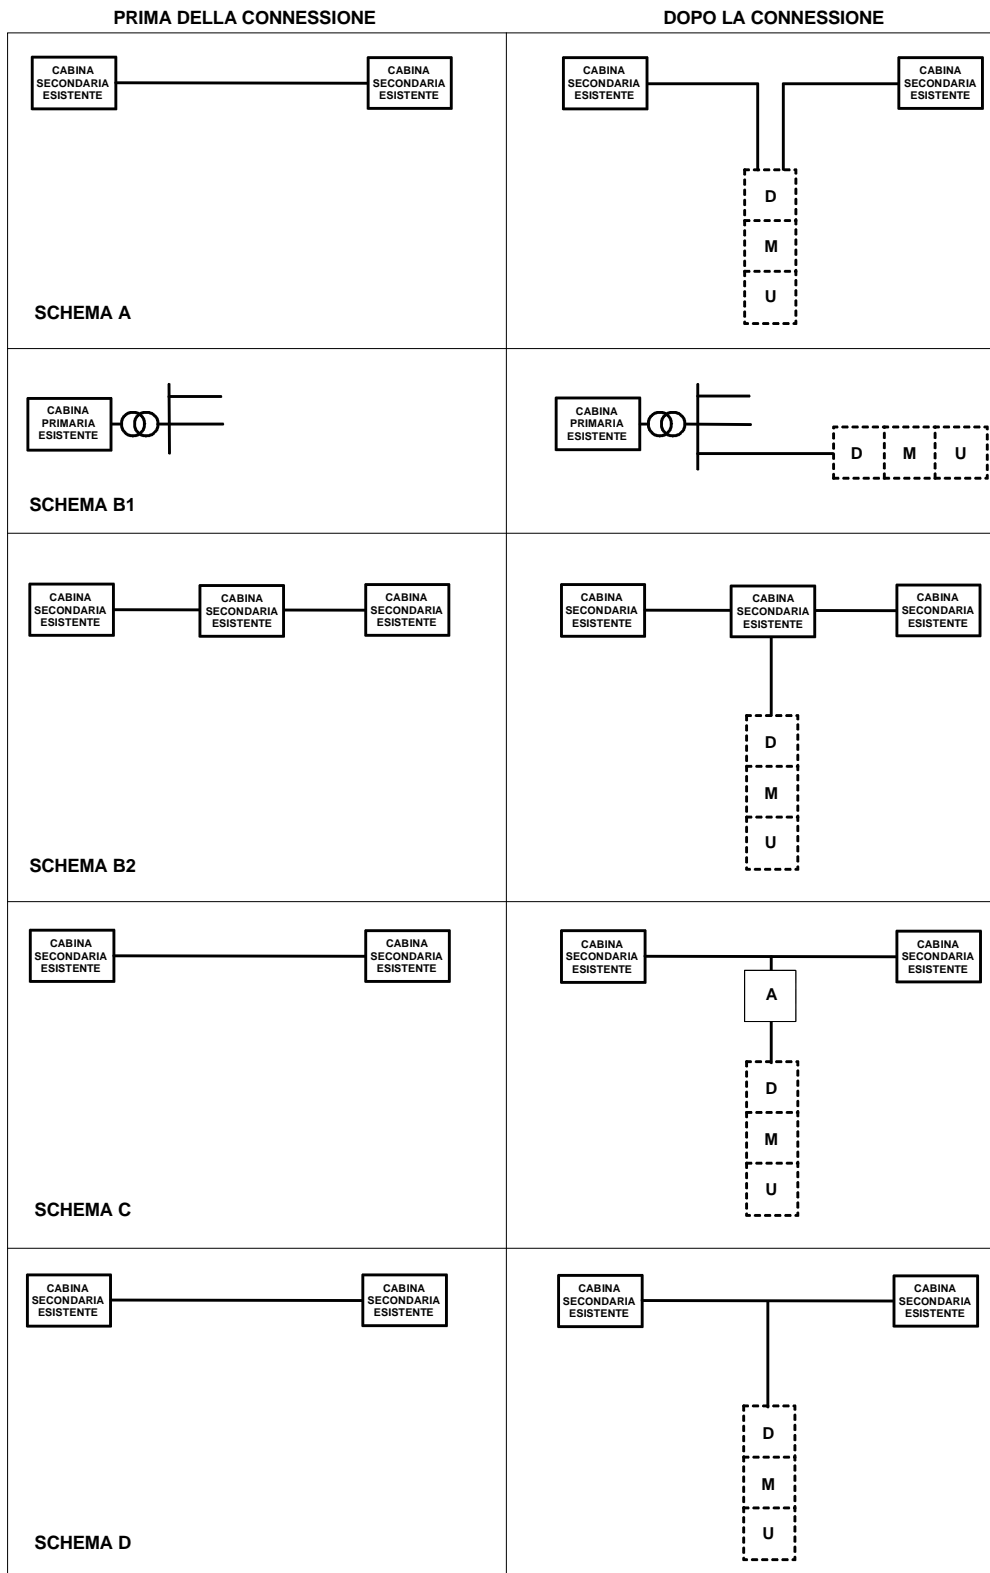 PRIMA DELLA CONNESSIONE
DOPO LA CONNESSIONE
CABINA
SECONDARIA
ESISTENTE
CABINA
SECONDARIA
ESISTENTE
SCHEMA A
CABINA
SECONDARIA
ESISTENTE
CABINA
SECONDARIA
ESISTENTE
D
M
U
CABINA
PRIMARIA
ESISTENTE
SCHEMA B1
CABINA
PRIMARIA
ESISTENTE
D M U
CABINA
SECONDARIA
ESISTENTE
CABINA
SECONDARIA
ESISTENTE
CABINA
SECONDARIA
ESISTENTE
SCHEMA B2
CABINA
SECONDARIA
ESISTENTE
CABINA
SECONDARIA
ESISTENTE
CABINA
SECONDARIA
ESISTENTE
D
M
U
CABINA
SECONDARIA
ESISTENTE
CABINA
SECONDARIA
ESISTENTE
SCHEMA C
CABINA
SECONDARIA
ESISTENTE
CABINA
SECONDARIA
ESISTENTE
A
D
M
U
CABINA
SECONDARIA
ESISTENTE
CABINA
SECONDARIA
ESISTENTE
SCHEMA D
CABINA
SECONDARIA
ESISTENTE
CABINA
SECONDARIA
ESISTENTE
D
M
U